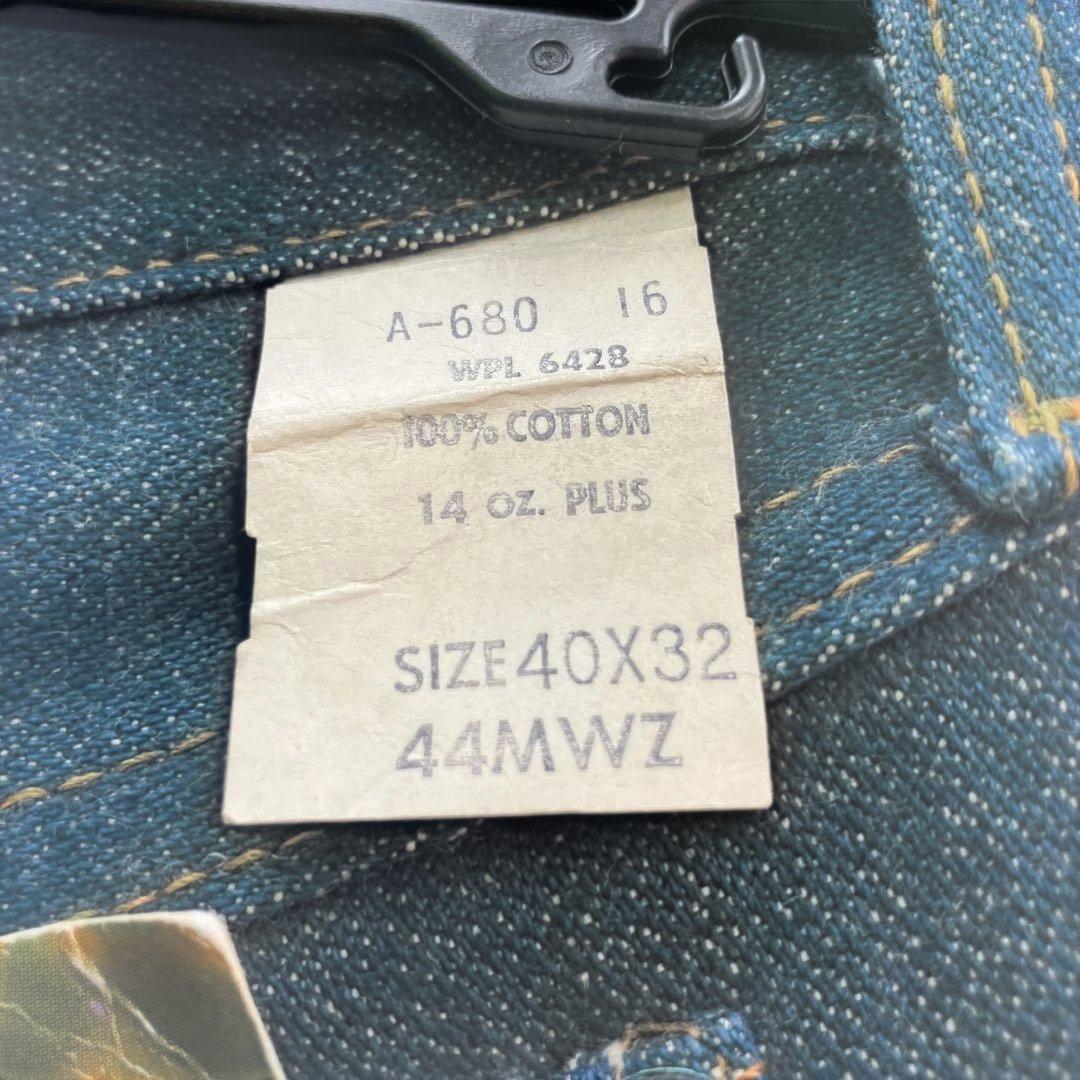 A-680 16
WPL 6428
100% COTTON
14 OZ. PLUS
SIZE 40X32
44MWZ